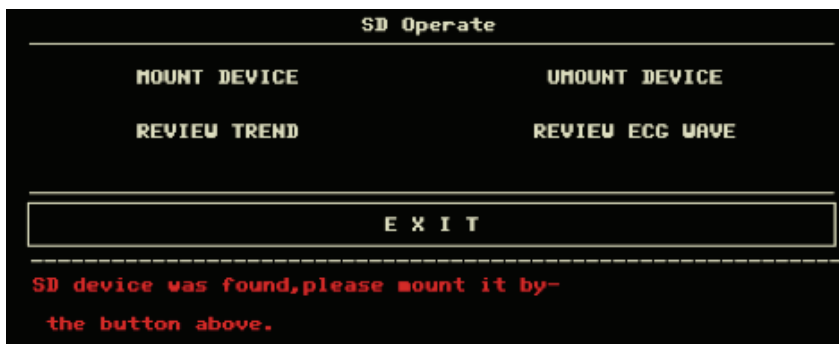 SD Operate
MOUNT DEVICE UMOUNT DEVICE
REVIEW TREND REVIEW ECG WAVE
E X I T
SD device was found,please mount it by-
the button above.